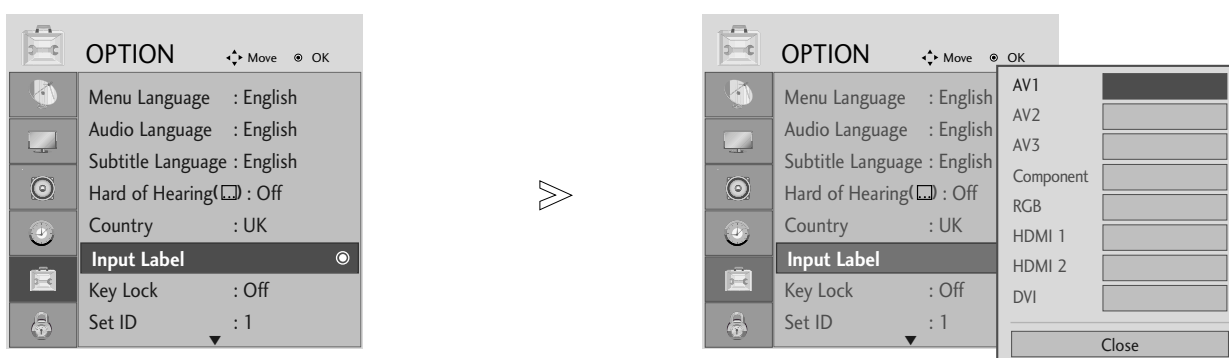 OPTION Move OK
Menu Language : English
Audio Language : English
Subtitle Language : English
Hard of Hearing( ) : Off
Country : UK
Input Label
Key Lock : Off
Set ID : 1
OPTION Move OK
Menu Language : English
Audio Language : English
Subtitle Language : English
Hard of Hearing( ) : Off
Country : UK
Input Label
Key Lock : Off
Set ID : 1
AV1
AV2
AV3
Component
RGB
HDMI 1
HDMI 2
DVI
Close